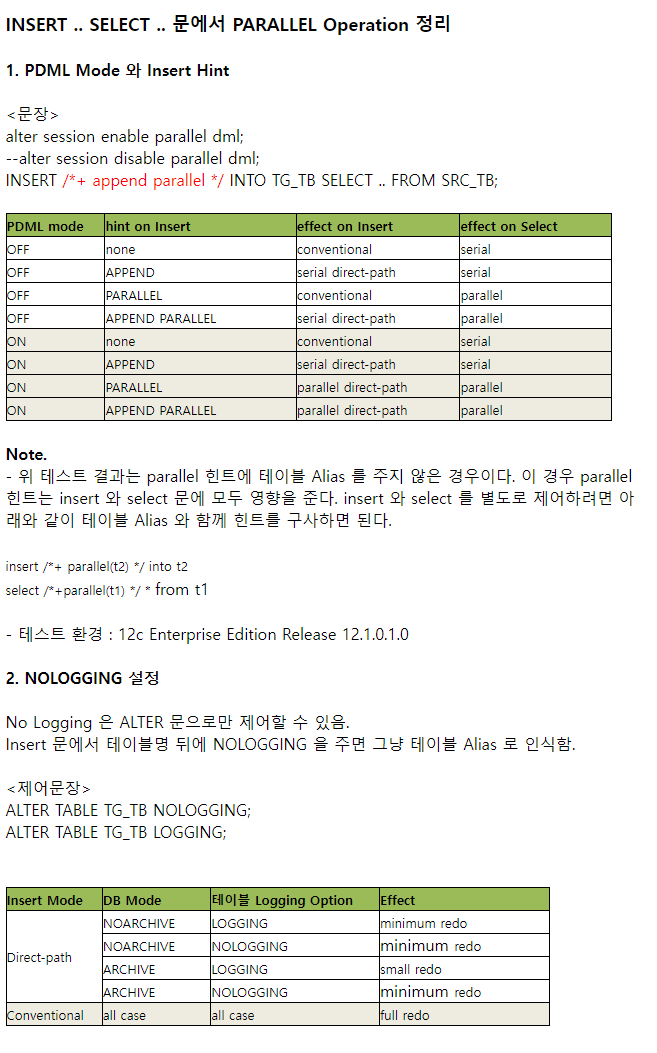 INSERT .. SELECT .. 문에서 PARALLEL Operation 정리
1. PDML Mode 와 Insert Hint
<문장>
alter session enable parallel dml;
--alter session disable parallel dml;
INSERT /*+ append parallel */ INTO TG_TB SELECT .. FROM SRC_TB;
PDML mode hint on Insert effect on Insert effect on Select
OFF none conventional serial
OFF APPEND serial direct-path serial
OFF PARALLEL conventional parallel
OFF APPEND PARALLEL serial direct-path parallel
ON none conventional serial
ON APPEND serial direct-path serial
ON PARALLEL parallel direct-path parallel
ON APPEND PARALLEL parallel direct-path parallel
Note.
- 위 테스트 결과는 parallel 힌트에 테이블 Alias 를 주지 않은 경우이다. 이 경우 parallel
힌트는 insert 와 select 문에 모두 영향을 준다. insert 와 select 를 별도로 제어하려면 아
래와 같이 테이블 Alias 와 함께 힌트를 구사하면 된다.
insert /*+ parallel(t2) */ into t2
select /*+parallel(t1) */ * from t1
- 테스트 환경 : 12c Enterprise Edition Release 12.1.0.1.0
2. NOLOGGING 설정
No Logging 은 ALTER 문으로만 제어할 수 있음.
Insert 문에서 테이블명 뒤에 NOLOGGING 을 주면 그냥 테이블 Alias 로 인식함.
<제어문장>
ALTER TABLE TG_TB NOLOGGING;
ALTER TABLE TG_TB LOGGING;
Insert Mode DB Mode 테이블 Logging Option Effect
Direct-path
NOARCHIVE LOGGING minimum redo
NOARCHIVE NOLOGGING minimum redo
ARCHIVE LOGGING small redo
ARCHIVE NOLOGGING minimum redo
Conventional all case all case full redo